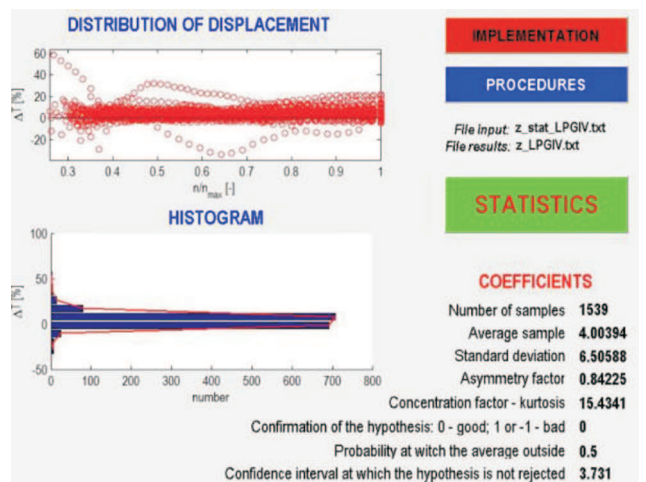 DISTRIBUTION OF DISPLACEMENT
60
40
20
0
-20
ΔT [%]
0.3 0.4 0.5 0.6 0.7 0.8 0.9 1
n/nmax [-]
HISTOGRAM
100
50
0
-50
ΔT [%]
0 100 200 300 400 500 600 700 800
number
IMPLEMENTATION
PROCEDURES
File input: z_stat_LPGIV.txt
File results: z_LPGIV.txt
STATISTICS
COEFFICIENTS
Number of samples 1539
Average sample 4.00394
Standard deviation 6.50588
Asymmetry factor 0.84225
Concentration factor - kurtosis 15.4341
Confirmation of the hypothesis: 0 - good; 1 or -1 - bad 0
Probability at witch the average outside 0.5
Confidence interval at which the hypothesis is not rejected 3.731